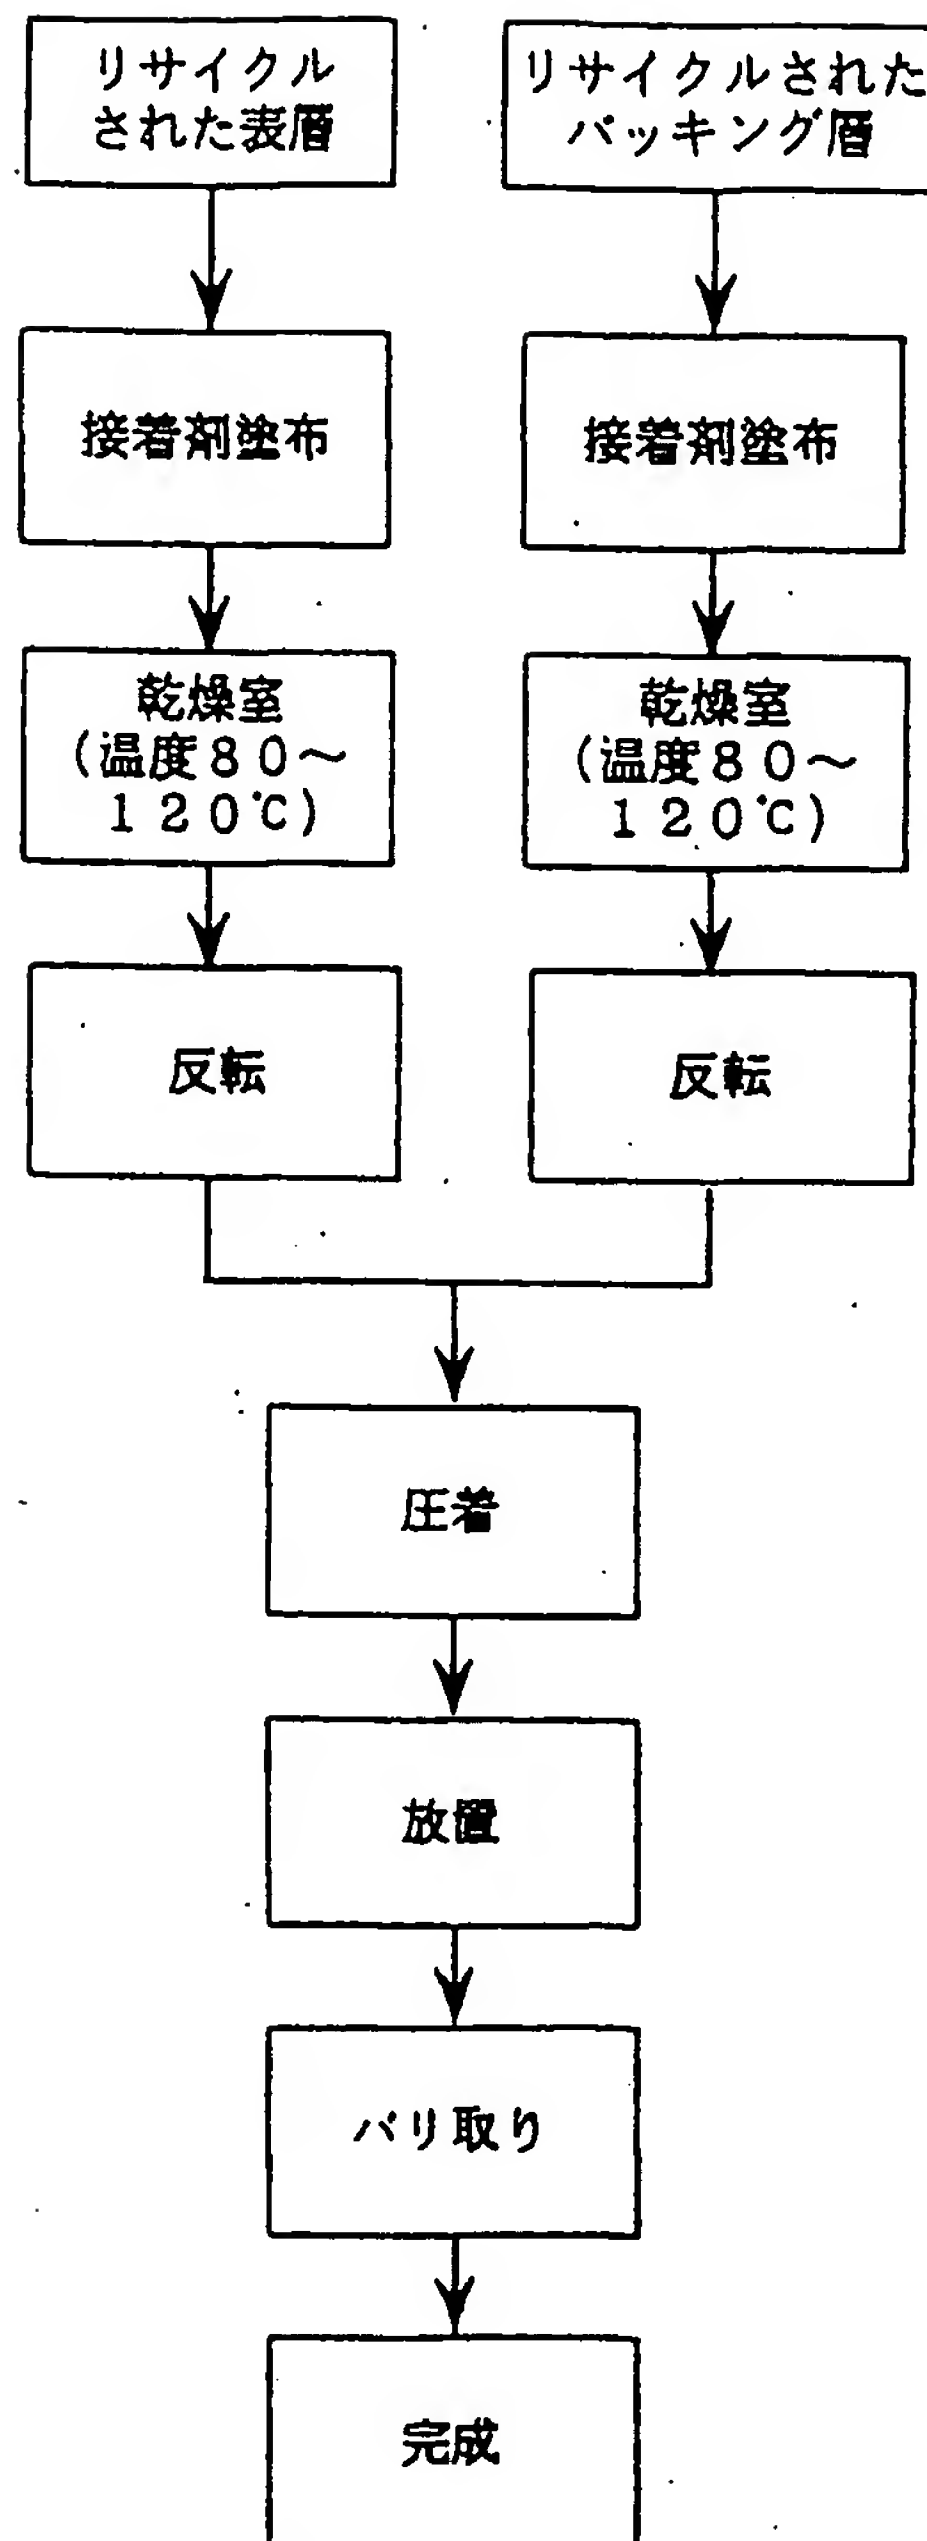 リサイクル
された表層
リサイクルされた
バッキング層
接着剤塗布
接着剤塗布
乾燥室
(温度80〜
120℃)
乾燥室
(温度80〜
120℃)
反転
反転
圧着
放置
バリ取り
完成